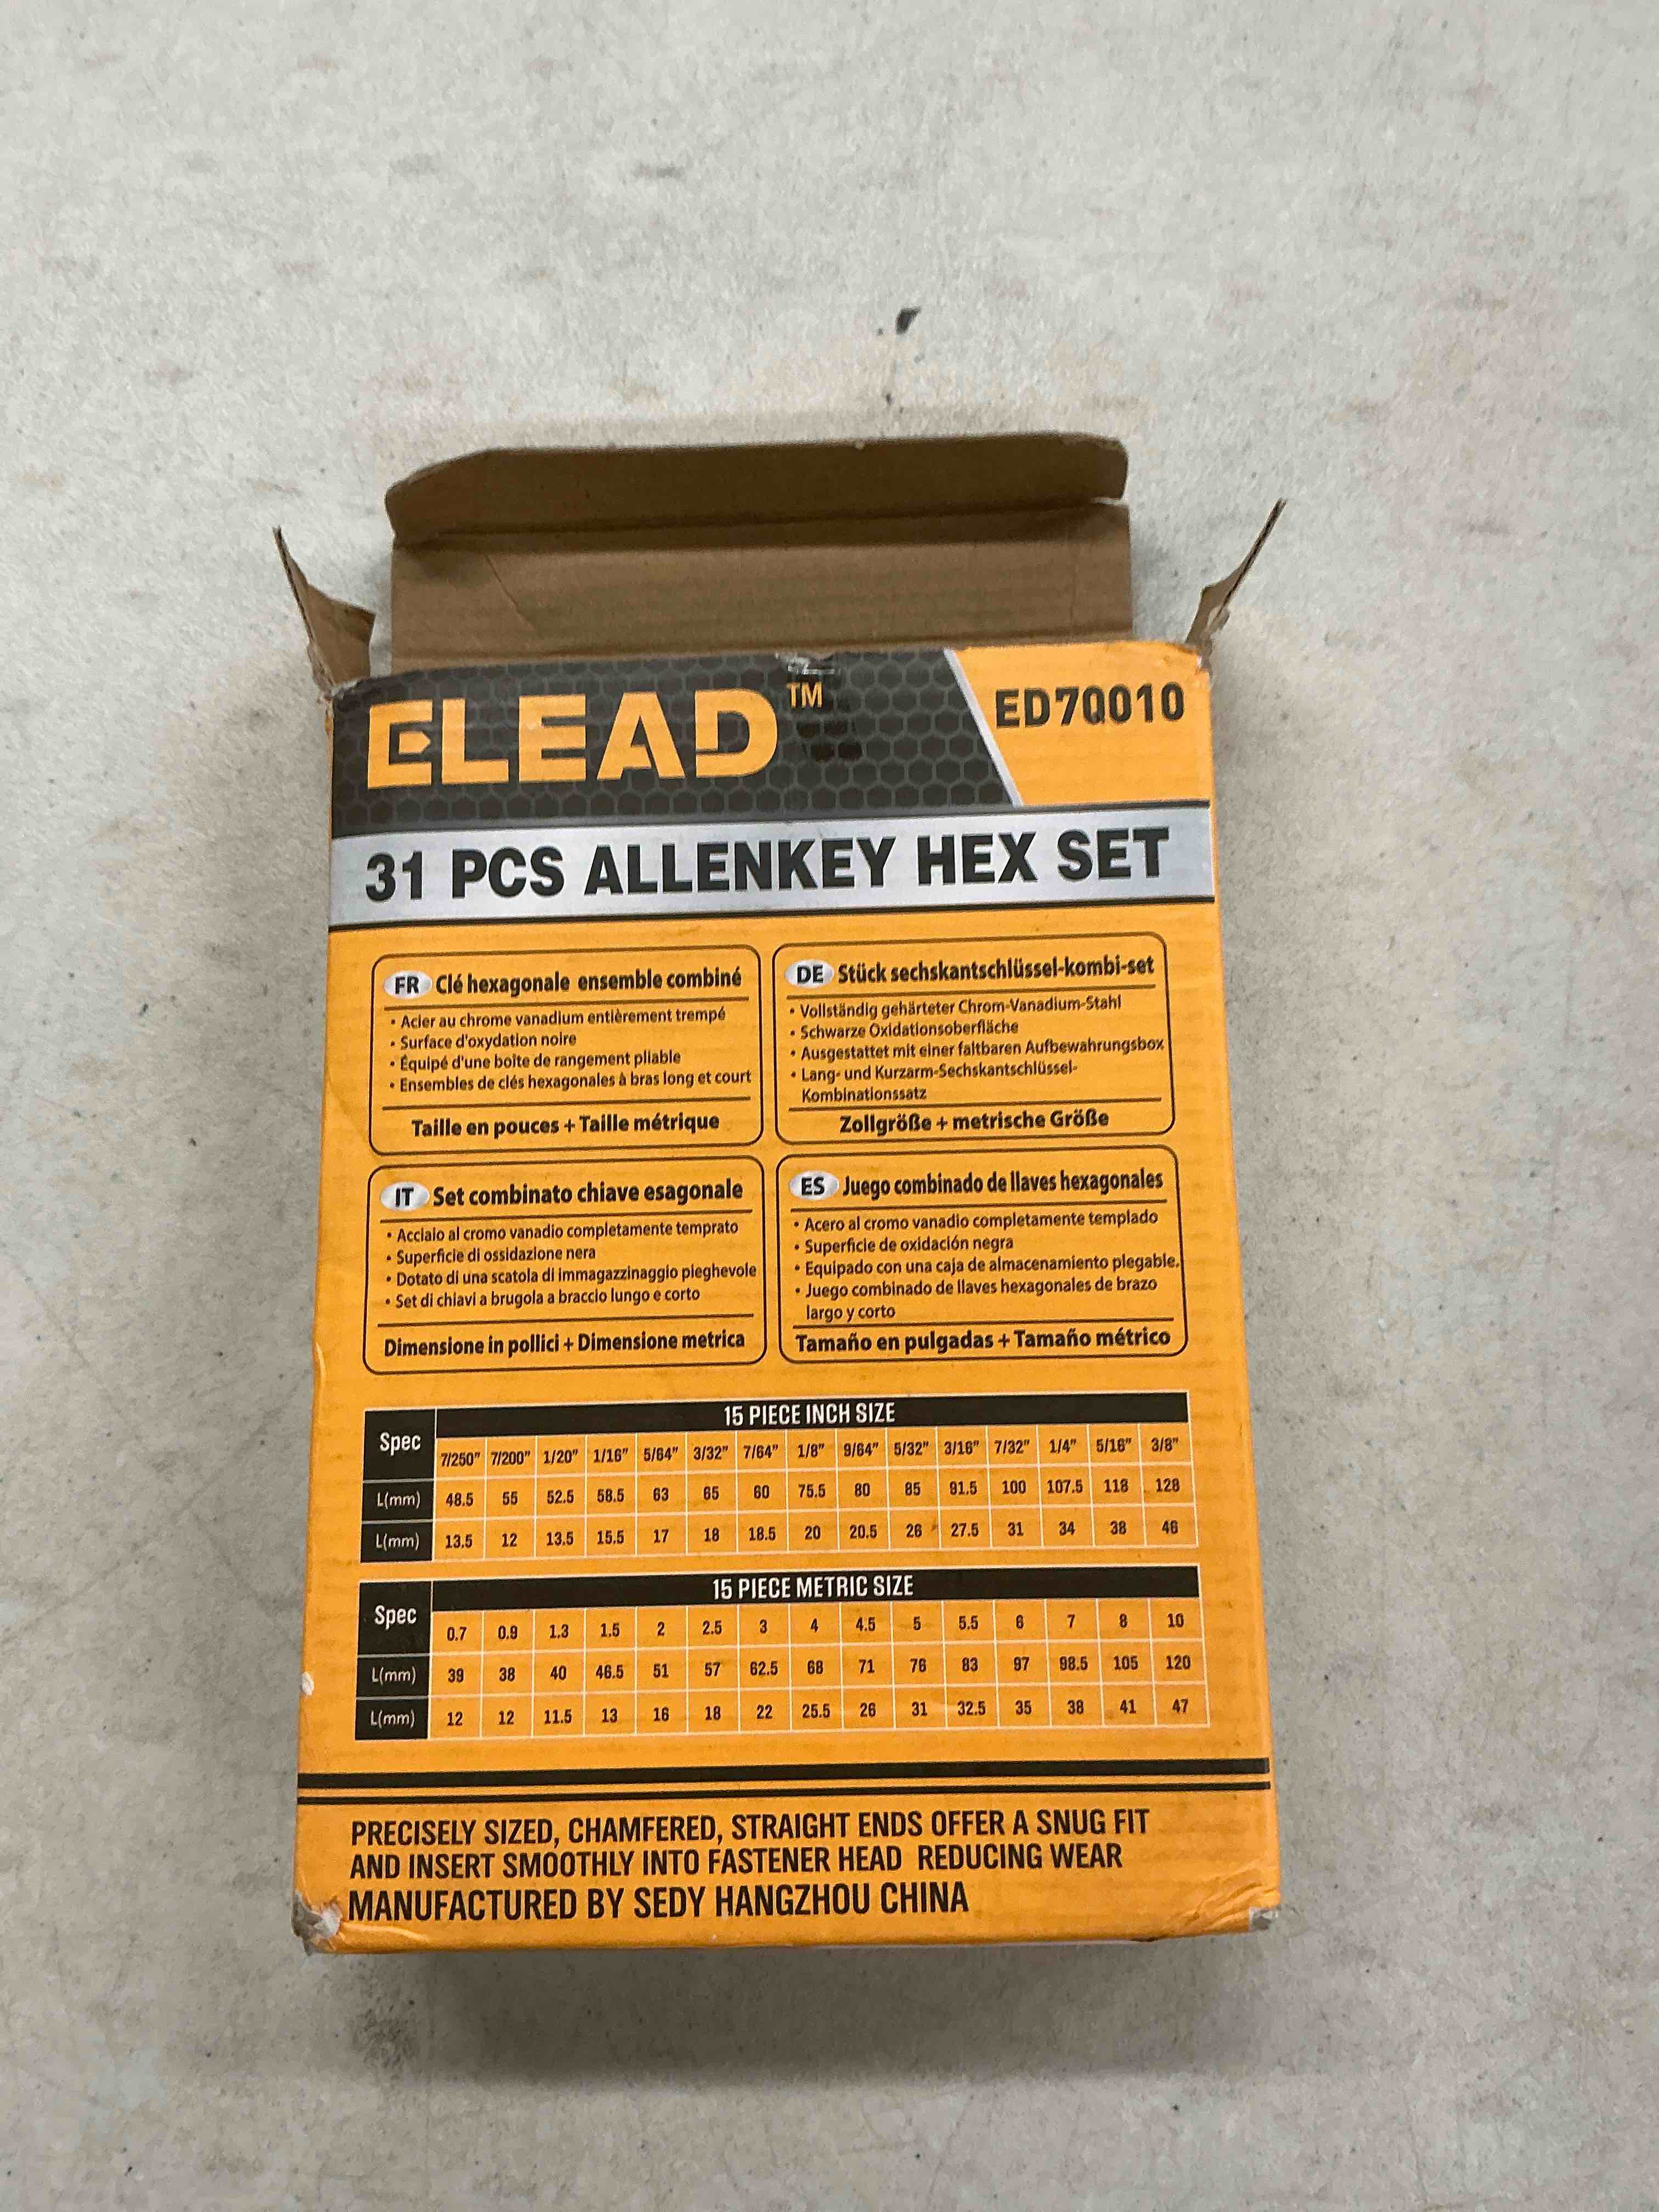 ELEAD™
ED7Q010
31 PCS ALLENKEY HEX SET
FR Clé hexagonale ensemble combiné
• Acier au chrome vanadium entièrement trempé
• Surface d'oxydation noire
• Équipé d'une boîte de rangement pliable
• Ensembles de clés hexagonales à bras long et court
Taille en pouces + Taille métrique
DE Stück sechskantschlüssel-kombi-set
• Vollständig gehärteter Chrom-Vanadium-Stahl
• Schwarze Oxidationsoberfläche
• Ausgestattet mit einer faltbaren Aufbewahrungsbox
• Lang- und Kurzarm-Sechskantschlüssel-
Kombinationssatz
Zollgröße + metrische Größe
IT Set combinato chiave esagonale
• Acciaio al cromo vanadio completamente temprato
• Superficie di ossidazione nera
• Dotato di una scatola di immagazzinaggio pieghevole
• Set di chiavi a brugola a braccio lungo e corto
Dimensione in pollici + Dimensione metrica
ES Juego combinado de llaves hexagonales
• Acero al cromo vanadio completamente templado
• Superficie de oxidación negra
• Equipado con una caja de almacenamiento plegable.
• Juego combinado de llaves hexagonales de brazo
largo y corto
Tamaño en pulgadas + Tamaño métrico
15 PIECE INCH SIZE
Spec 7/250" 7/200" 1/20" 1/16" 5/64" 3/32" 7/64" 1/8" 9/64" 5/32" 3/16" 7/32" 1/4" 5/16" 3/8"
L(mm) 48.5 55 52.5 58.5 63 65 60 75.5 80 85 91.5 100 107.5 118 128
L(mm) 13.5 12 13.5 15.5 17 18 18.5 20 20.5 26 27.5 31 34 38 46
15 PIECE METRIC SIZE
Spec 0.7 0.9 1.3 1.5 2 2.5 3 4 4.5 5 5.5 6 7 8 10
L(mm) 39 38 40 46.5 51 57 62.5 68 71 76 83 97 98.5 105 120
L(mm) 12 12 11.5 13 16 18 22 25.5 26 31 32.5 35 38 41 47
PRECISELY SIZED, CHAMFERED, STRAIGHT ENDS OFFER A SNUG FIT
AND INSERT SMOOTHLY INTO FASTENER HEAD REDUCING WEAR
MANUFACTURED BY SEDY HANGZHOU CHINA